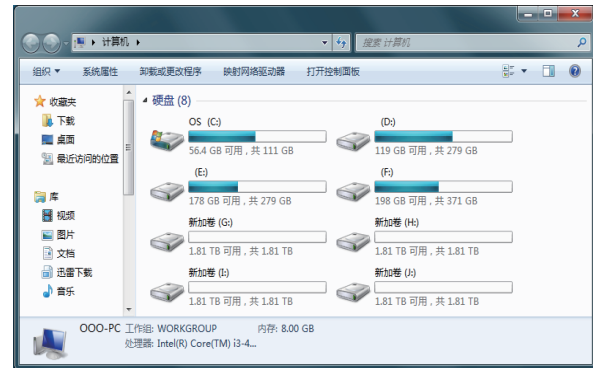 计算机
搜索 计算机
组织 系统属性 卸载或更改程序 映射网络驱动器 打开控制面板
收藏夹
下载
桌面
最近访问的位置
库
视频
图片
文档
迅雷下载
音乐
硬盘 (8)
OS (C:)
56.4 GB 可用 , 共 111 GB
(D:)
119 GB 可用 , 共 279 GB
(E:)
178 GB 可用 , 共 279 GB
(F:)
198 GB 可用 , 共 371 GB
新加卷 (G:)
1.81 TB 可用 , 共 1.81 TB
新加卷 (H:)
1.81 TB 可用 , 共 1.81 TB
新加卷 (I:)
1.81 TB 可用 , 共 1.81 TB
新加卷 (J:)
1.81 TB 可用 , 共 1.81 TB
OOO-PC 工作组: WORKGROUP 内存: 8.00 GB
处理器: Intel(R) Core(TM) i3-4...